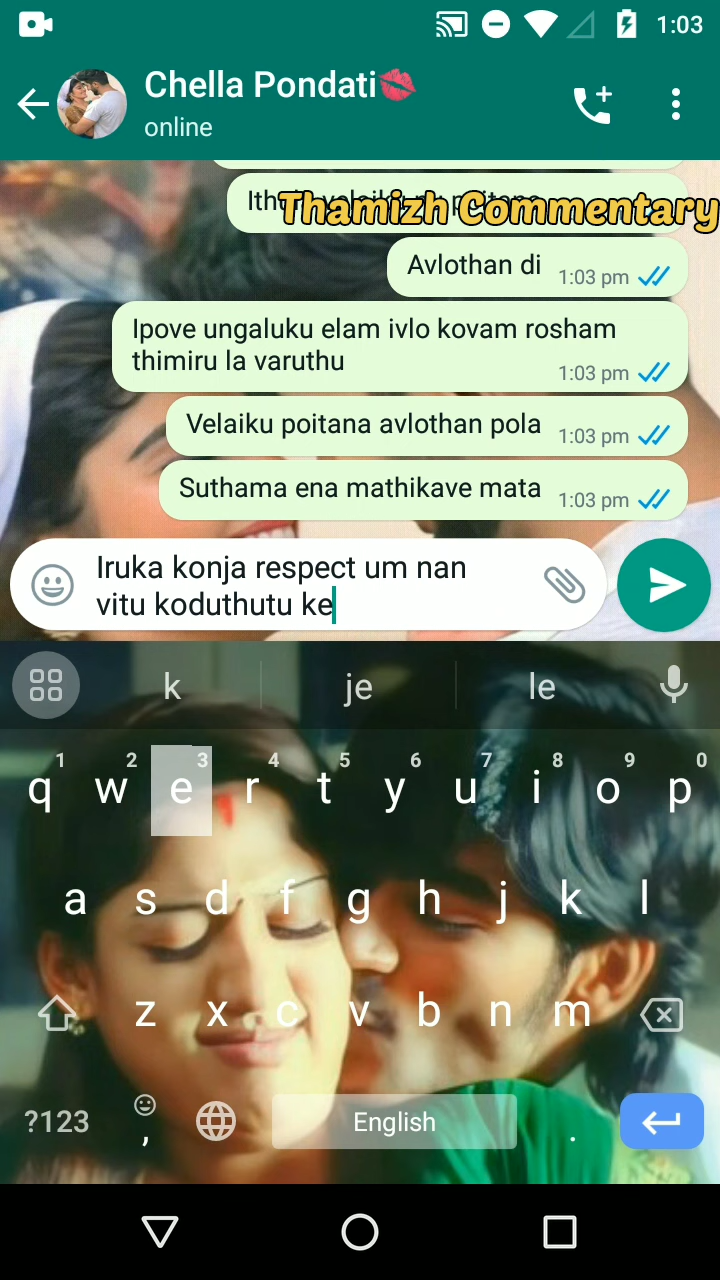 1:03
Chella Pondati💋
online
Thamizh Commentary
Avlothan di
1:03 pm
Ipove ungaluku elam ivlo kovam rosham
thimiru la varuthu
1:03 pm
Velaiku poitana avlothan pola
1:03 pm
Suthama ena mathikave mata
1:03 pm
Iruka konja respect um nan
vitu koduthutu ke
k je le
1 2 3 4 5 6 7 8 9 0
q w e r t y u i o p
a s d f g h j k l
z x c v b n m
?123 , English .